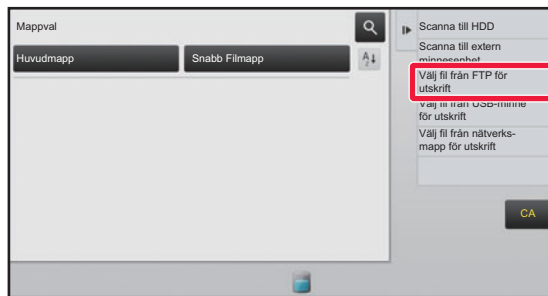 Mappval
Huvudmapp
Snabb Filmapp
A
Z
Scanna till HDD
Scanna till extern
minnesenhet
Välj fil från FTP för
utskrift
Välj fil från USB-minne
för utskrift
Välj fil från nätverks-
mapp för utskrift
CA